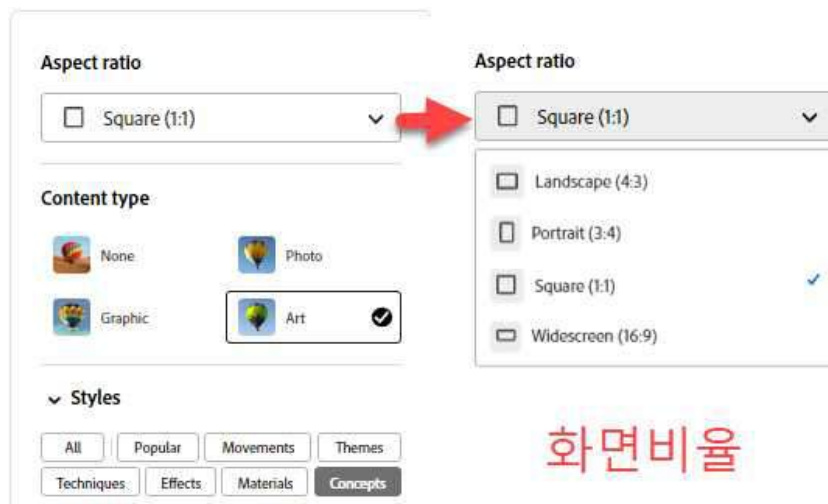 Aspect ratio
Square (1:1)
Content type
None
Photo
Graphic
Art
Styles
All
Popular
Movements
Themes
Techniques
Effects
Materials
Concepts
Aspect ratio
Square (1:1)
Landscape (4:3)
Portrait (3:4)
Square (1:1)
Widescreen (16:9)
화면비율